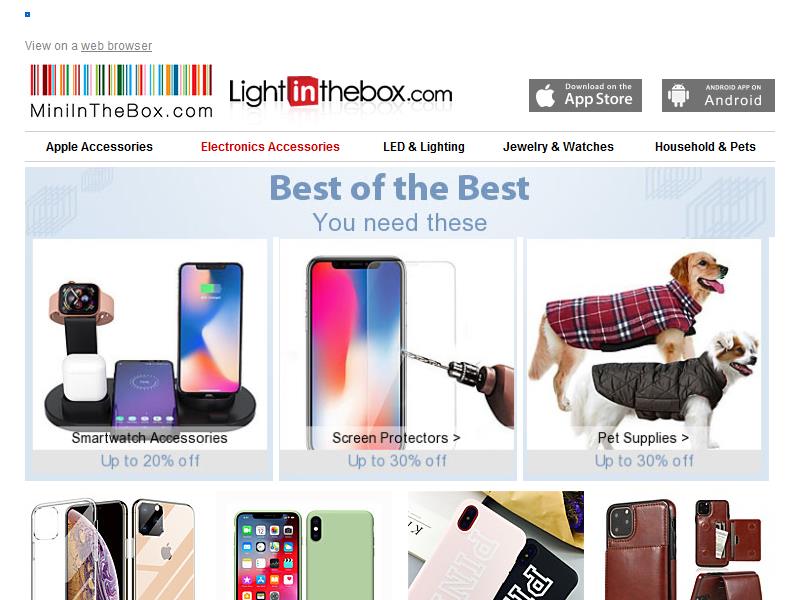 View on a web browser
MiniInTheBox.com
Lightinthebox.com
Download on the
App Store
ANDROID APP ON
Android
Apple Accessories
Electronics Accessories
LED & Lighting
Jewelry & Watches
Household & Pets
Best of the Best
You need these
Smartwatch Accessories
Screen Protectors >
Pet Supplies >
Up to 20% off
Up to 30% off
Up to 30% off